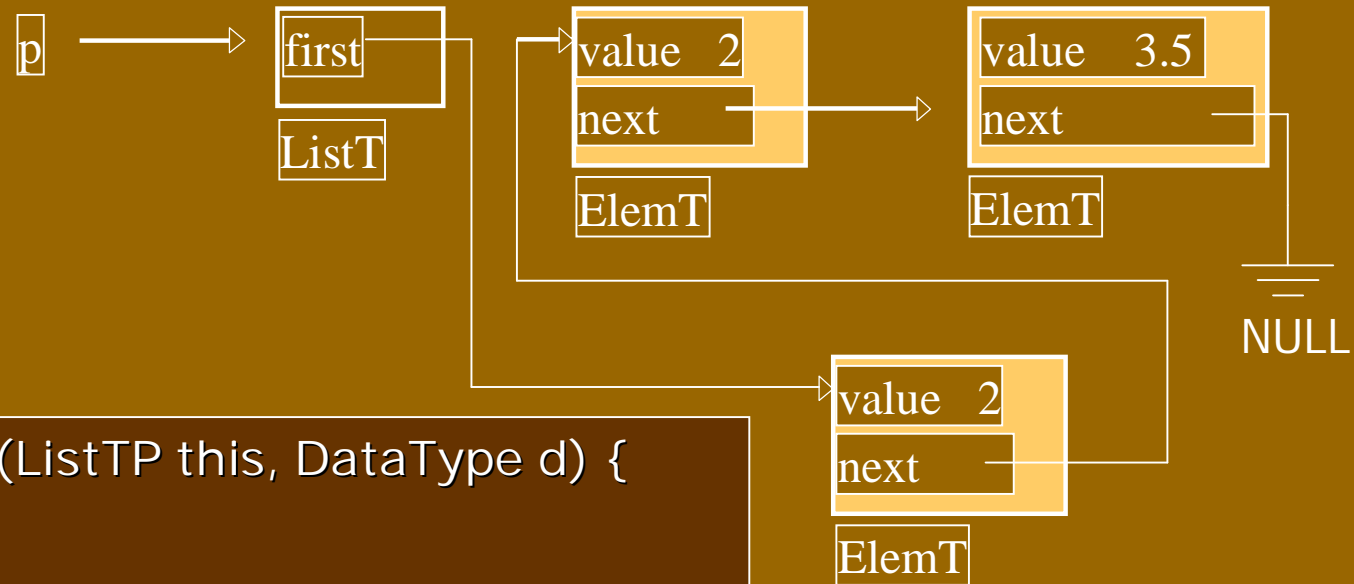 p
first
ListT
value 2
next
ElemT
value 3.5
next
ElemT
NULL
value 2
next
ElemT
(ListTP this, DataType d) {